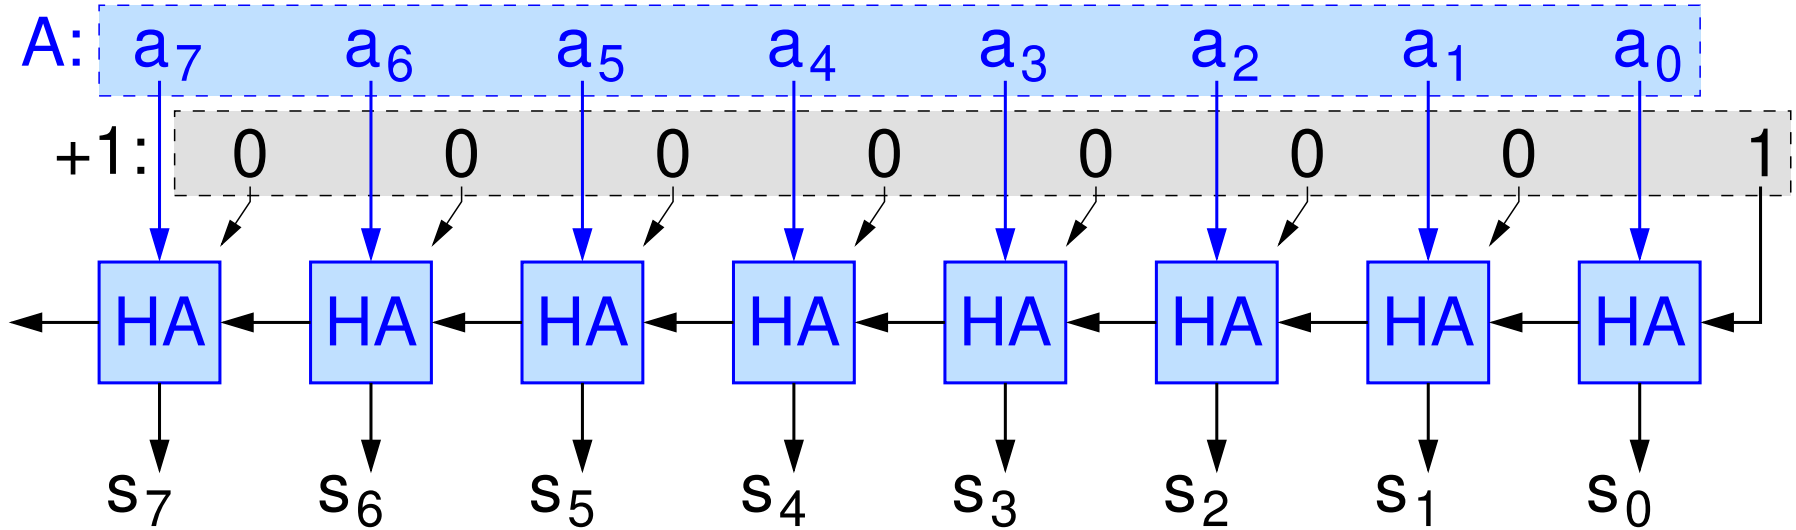 A: a7 a6 a5 a4 a3 a2 a1 a0
+1: 0 0 0 0 0 0 0 1
HA HA HA HA HA HA HA HA
s7 s6 s5 s4 s3 s2 s1 s0